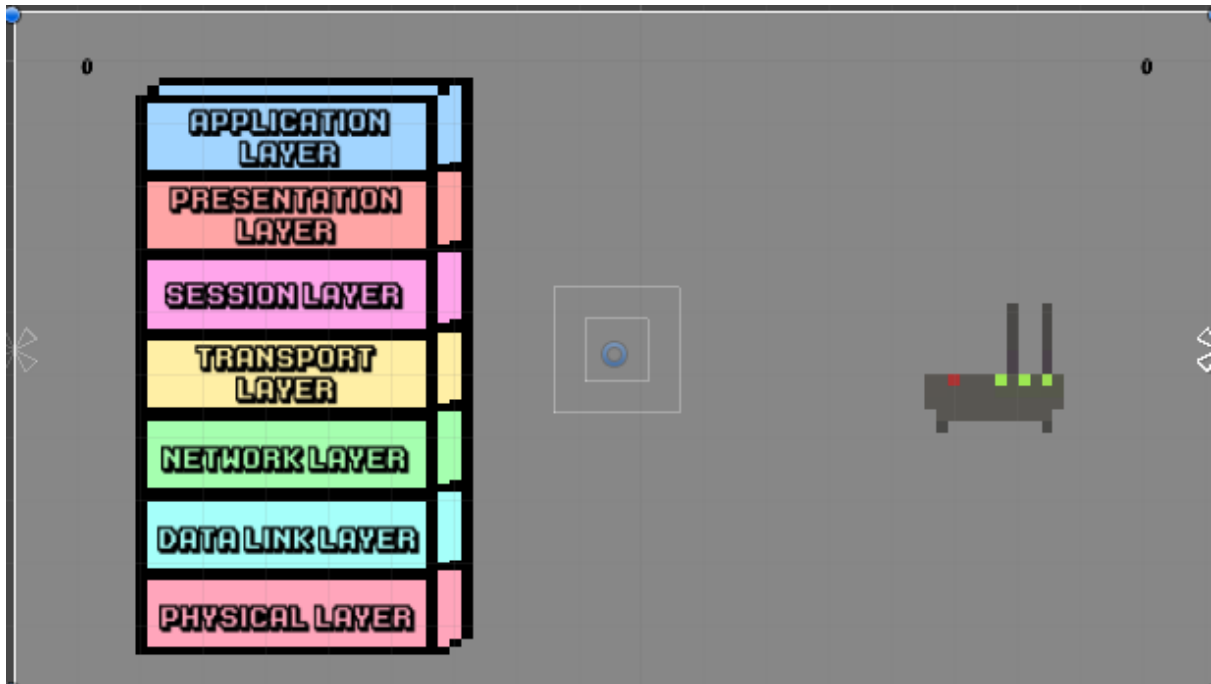 0
0
APPLICATION
LAYER
PRESENTATION
LAYER
SESSION LAYER
TRANSPORT
LAYER
NETWORK LAYER
DATA LINK LAYER
PHYSICAL LAYER